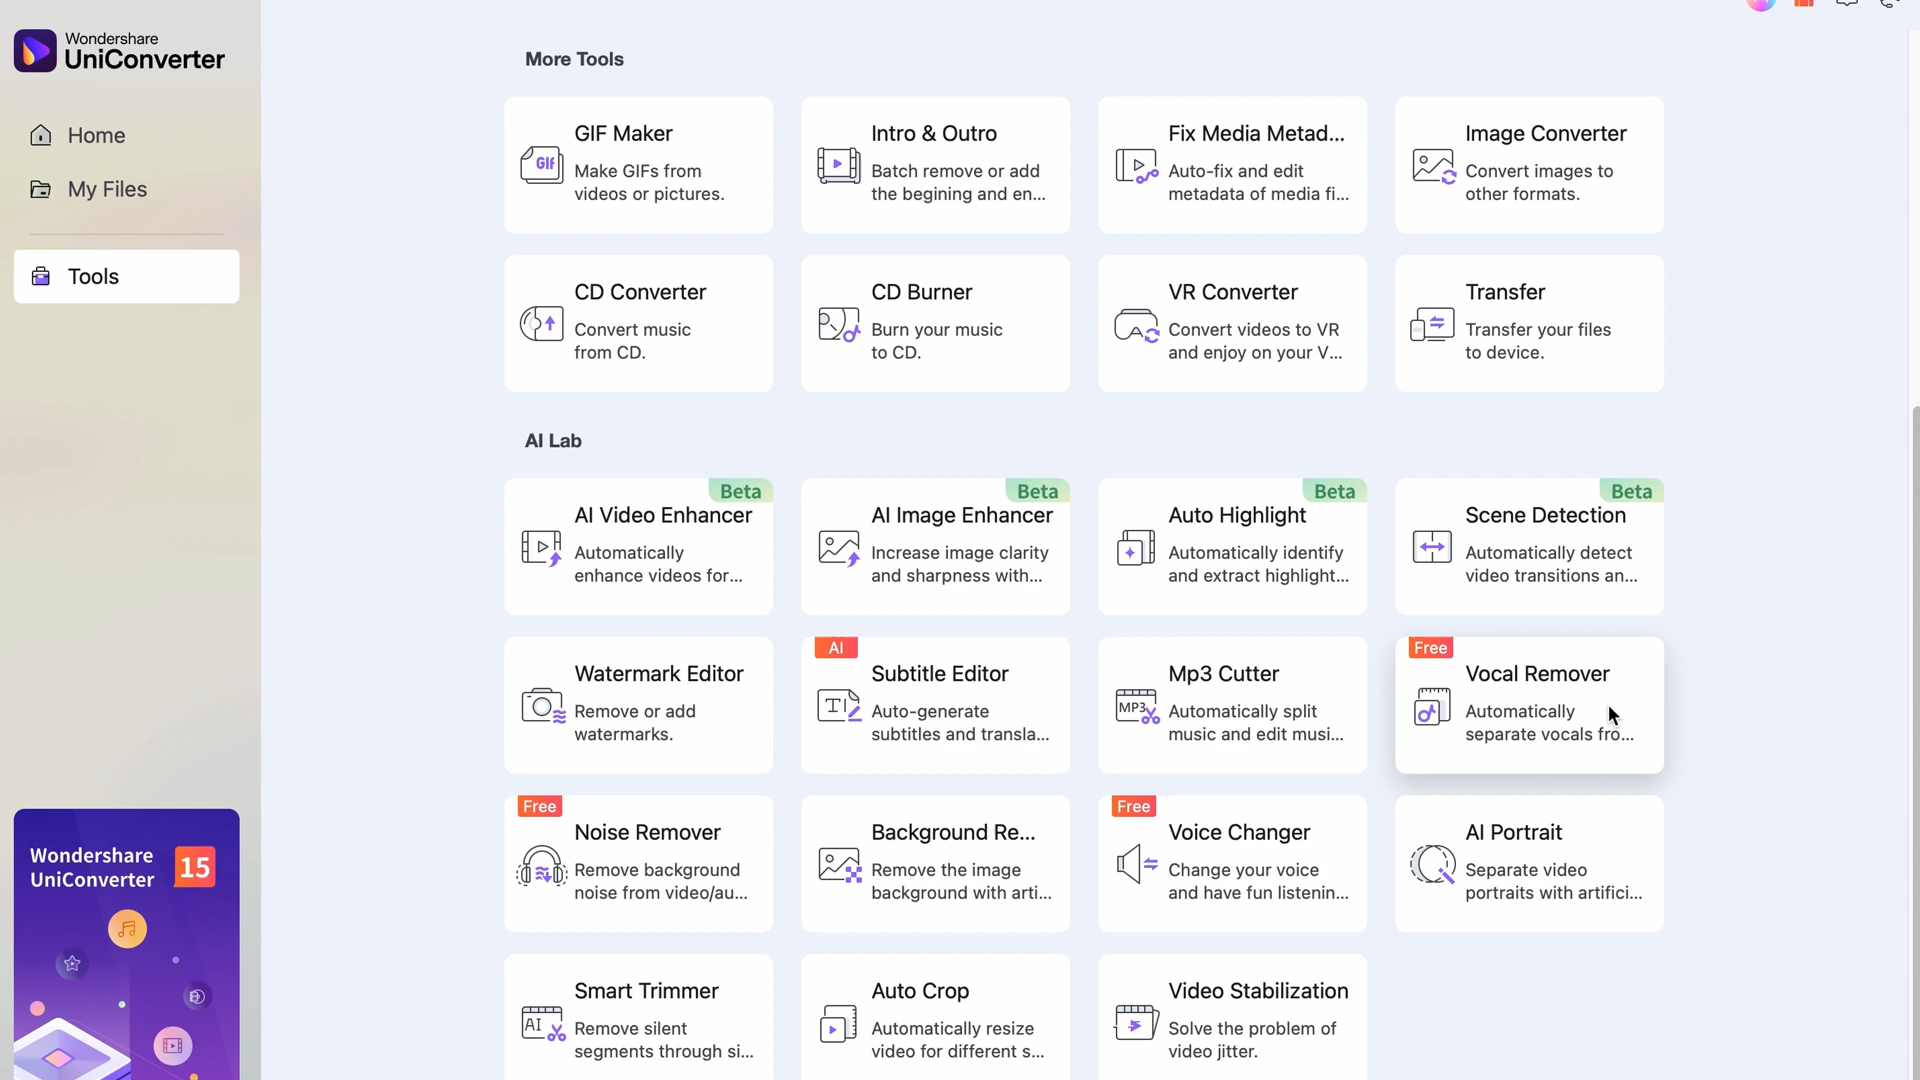 Wondershare
UniConverter
Home
My Files
Tools
Wondershare
UniConverter
15
More Tools
GIF Maker
GIF
Make GIFs from
videos or pictures.
Intro & Outro
Batch remove or add
the begining and en...
Fix Media Metad...
Auto-fix and edit
metadata of media fi...
Image Converter
Convert images to
other formats.
CD Converter
Convert music
from CD.
CD Burner
Burn your music
to CD.
VR Converter
Convert videos to VR
and enjoy on your V...
Transfer
Transfer your files
to device.
AI Lab
Beta
AI Video Enhancer
Automatically
enhance videos for...
Beta
AI Image Enhancer
Increase image clarity
and sharpness with...
Beta
Auto Highlight
Automatically identify
and extract highlight...
Beta
Scene Detection
Automatically detect
video transitions an...
Watermark Editor
Remove or add
watermarks.
AI
Subtitle Editor
T
Auto-generate
subtitles and transla...
Mp3 Cutter
MP3
Automatically split
music and edit musi...
Free
Vocal Remover
Automatically
separate vocals fro...
Free
Noise Remover
Remove background
noise from video/au...
Background Re...
Remove the image
background with arti...
Free
Voice Changer
Change your voice
and have fun listenin...
AI Portrait
Separate video
portraits with artifici...
Smart Trimmer
AI
Remove silent
segments through si...
Auto Crop
Automatically resize
video for different s...
Video Stabilization
Solve the problem of
video jitter.